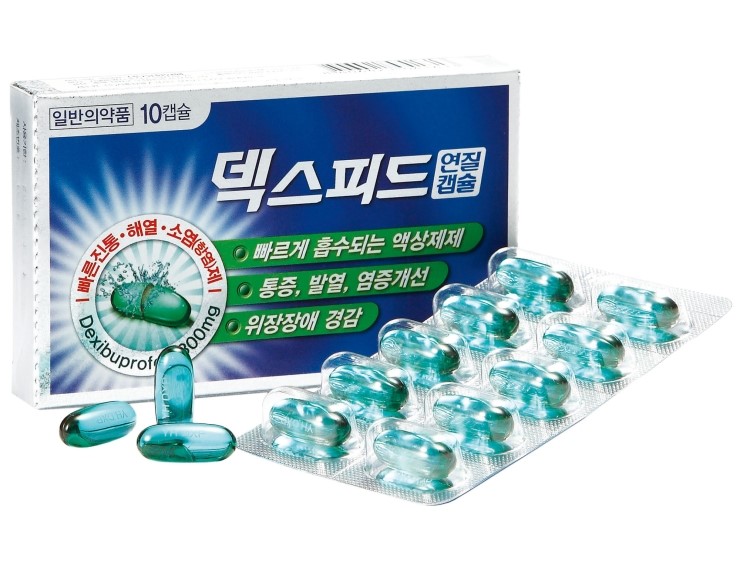 일반의약품 10캡슐
덱스피드 연질캡슐
빠른진통·해열·소염(항염)제
빠르게 흡수되는 액상제제
통증, 발열, 염증개선
위장장애 경감